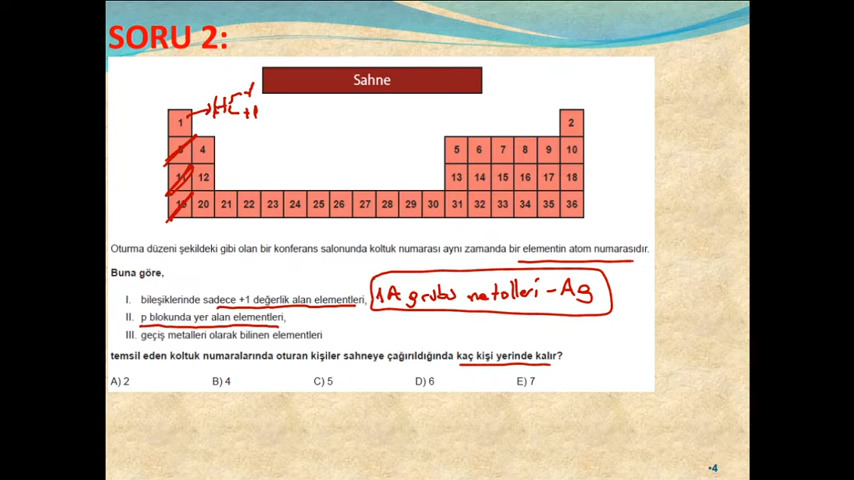 SORU 2:
Sahne
H -1
+1
1 2
3 4 5 6 7 8 9 10
11 12 13 14 15 16 17 18
19 20 21 22 23 24 25 26 27 28 29 30 31 32 33 34 35 36
Oturma düzeni şekildeki gibi olan bir konferans salonunda koltuk numarası aynı zamanda bir elementin atom numarasıdır.
Buna göre,
I. bileşiklerinde sadece +1 değerlik alan elementleri, 1A grubu metalleri - Ag
II. p blokunda yer alan elementleri,
III. geçiş metalleri olarak bilinen elementleri
temsil eden koltuk numaralarında oturan kişiler sahneye çağırıldığında kaç kişi yerinde kalır?
A) 2 B) 4 C) 5 D) 6 E) 7
•4